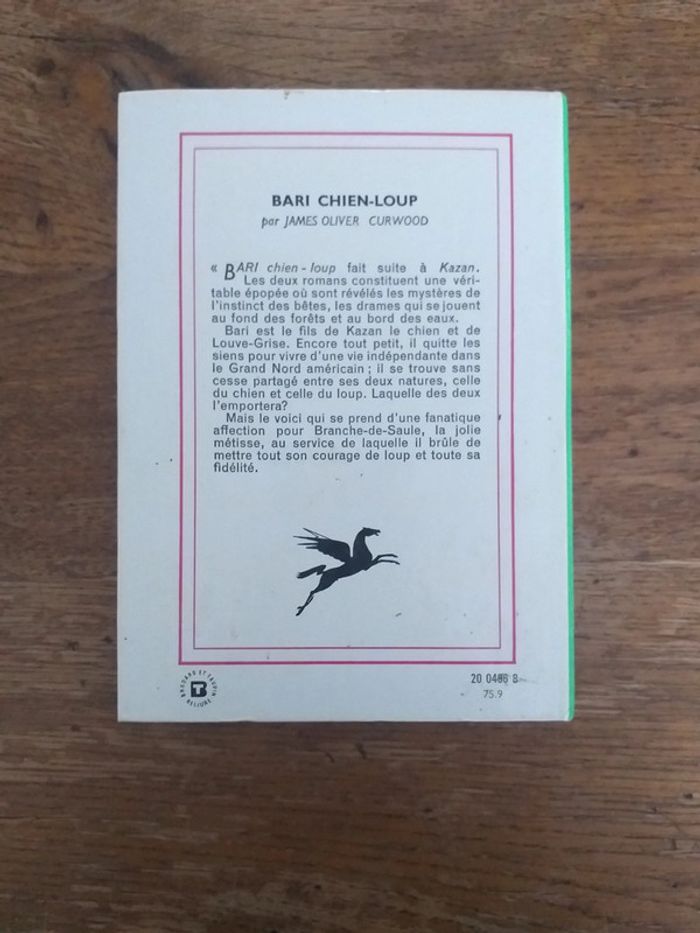 BARI CHIEN-LOUP
par JAMES OLIVER CURWOOD
« BARI chien-loup fait suite à Kazan.
Les deux romans constituent une véri-
table épopée où sont révélés les mystères de
l'instinct des bêtes, les drames qui se jouent
au fond des forêts et au bord des eaux.
Bari est le fils de Kazan le chien et de
Louve-Grise. Encore tout petit, il quitte les
siens pour vivre d'une vie indépendante dans
le Grand Nord américain ; il se trouve sans
cesse partagé entre ses deux natures, celle
du chien et celle du loup. Laquelle des deux
l'emportera?
Mais le voici qui se prend d'une fanatique
affection pour Branche-de-Saule, la jolie
métisse, au service de laquelle il brûle de
mettre tout son courage de loup et toute sa
fidélité.
BRODARD ET TAUPIN
RELIURE
20 0486 8
75.9